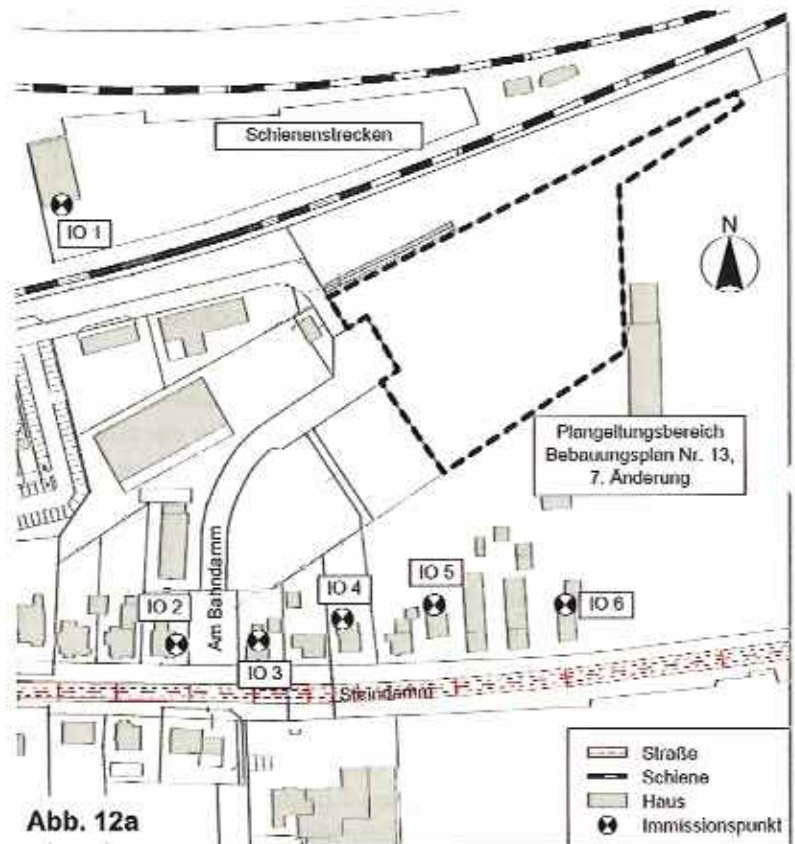 Schienenstrecken
IO 1
N
Plangeltungsbereich
Bebauungsplan Nr. 13,
7. Änderung
Am Bahndamm
IO 2
IO 3
IO 4
IO 5
IO 6
Steindamm
Straße
Schiene
Haus
Immissionspunkt
Abb. 12a